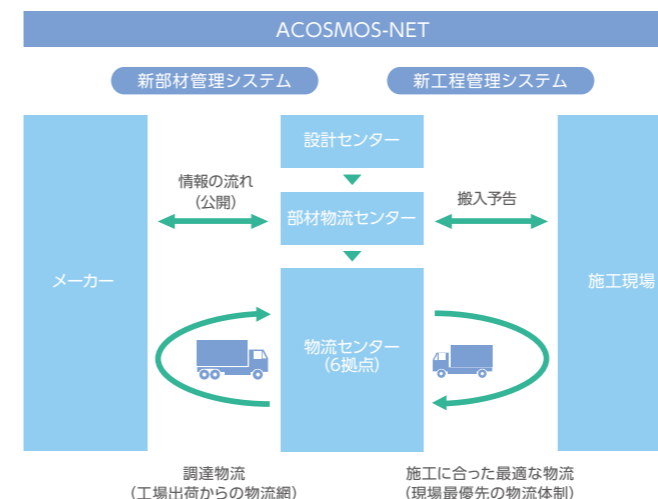 ACOSMOS-NET
新部材管理システム
新工程管理システム
設計センター
情報の流れ
(公開)
部材物流センター
搬入予告
メーカー
施工現場
物流センター
(6拠点)
調達物流
(工場出荷からの物流網)
施工に合った最適な物流
(現場最優先の物流体制)